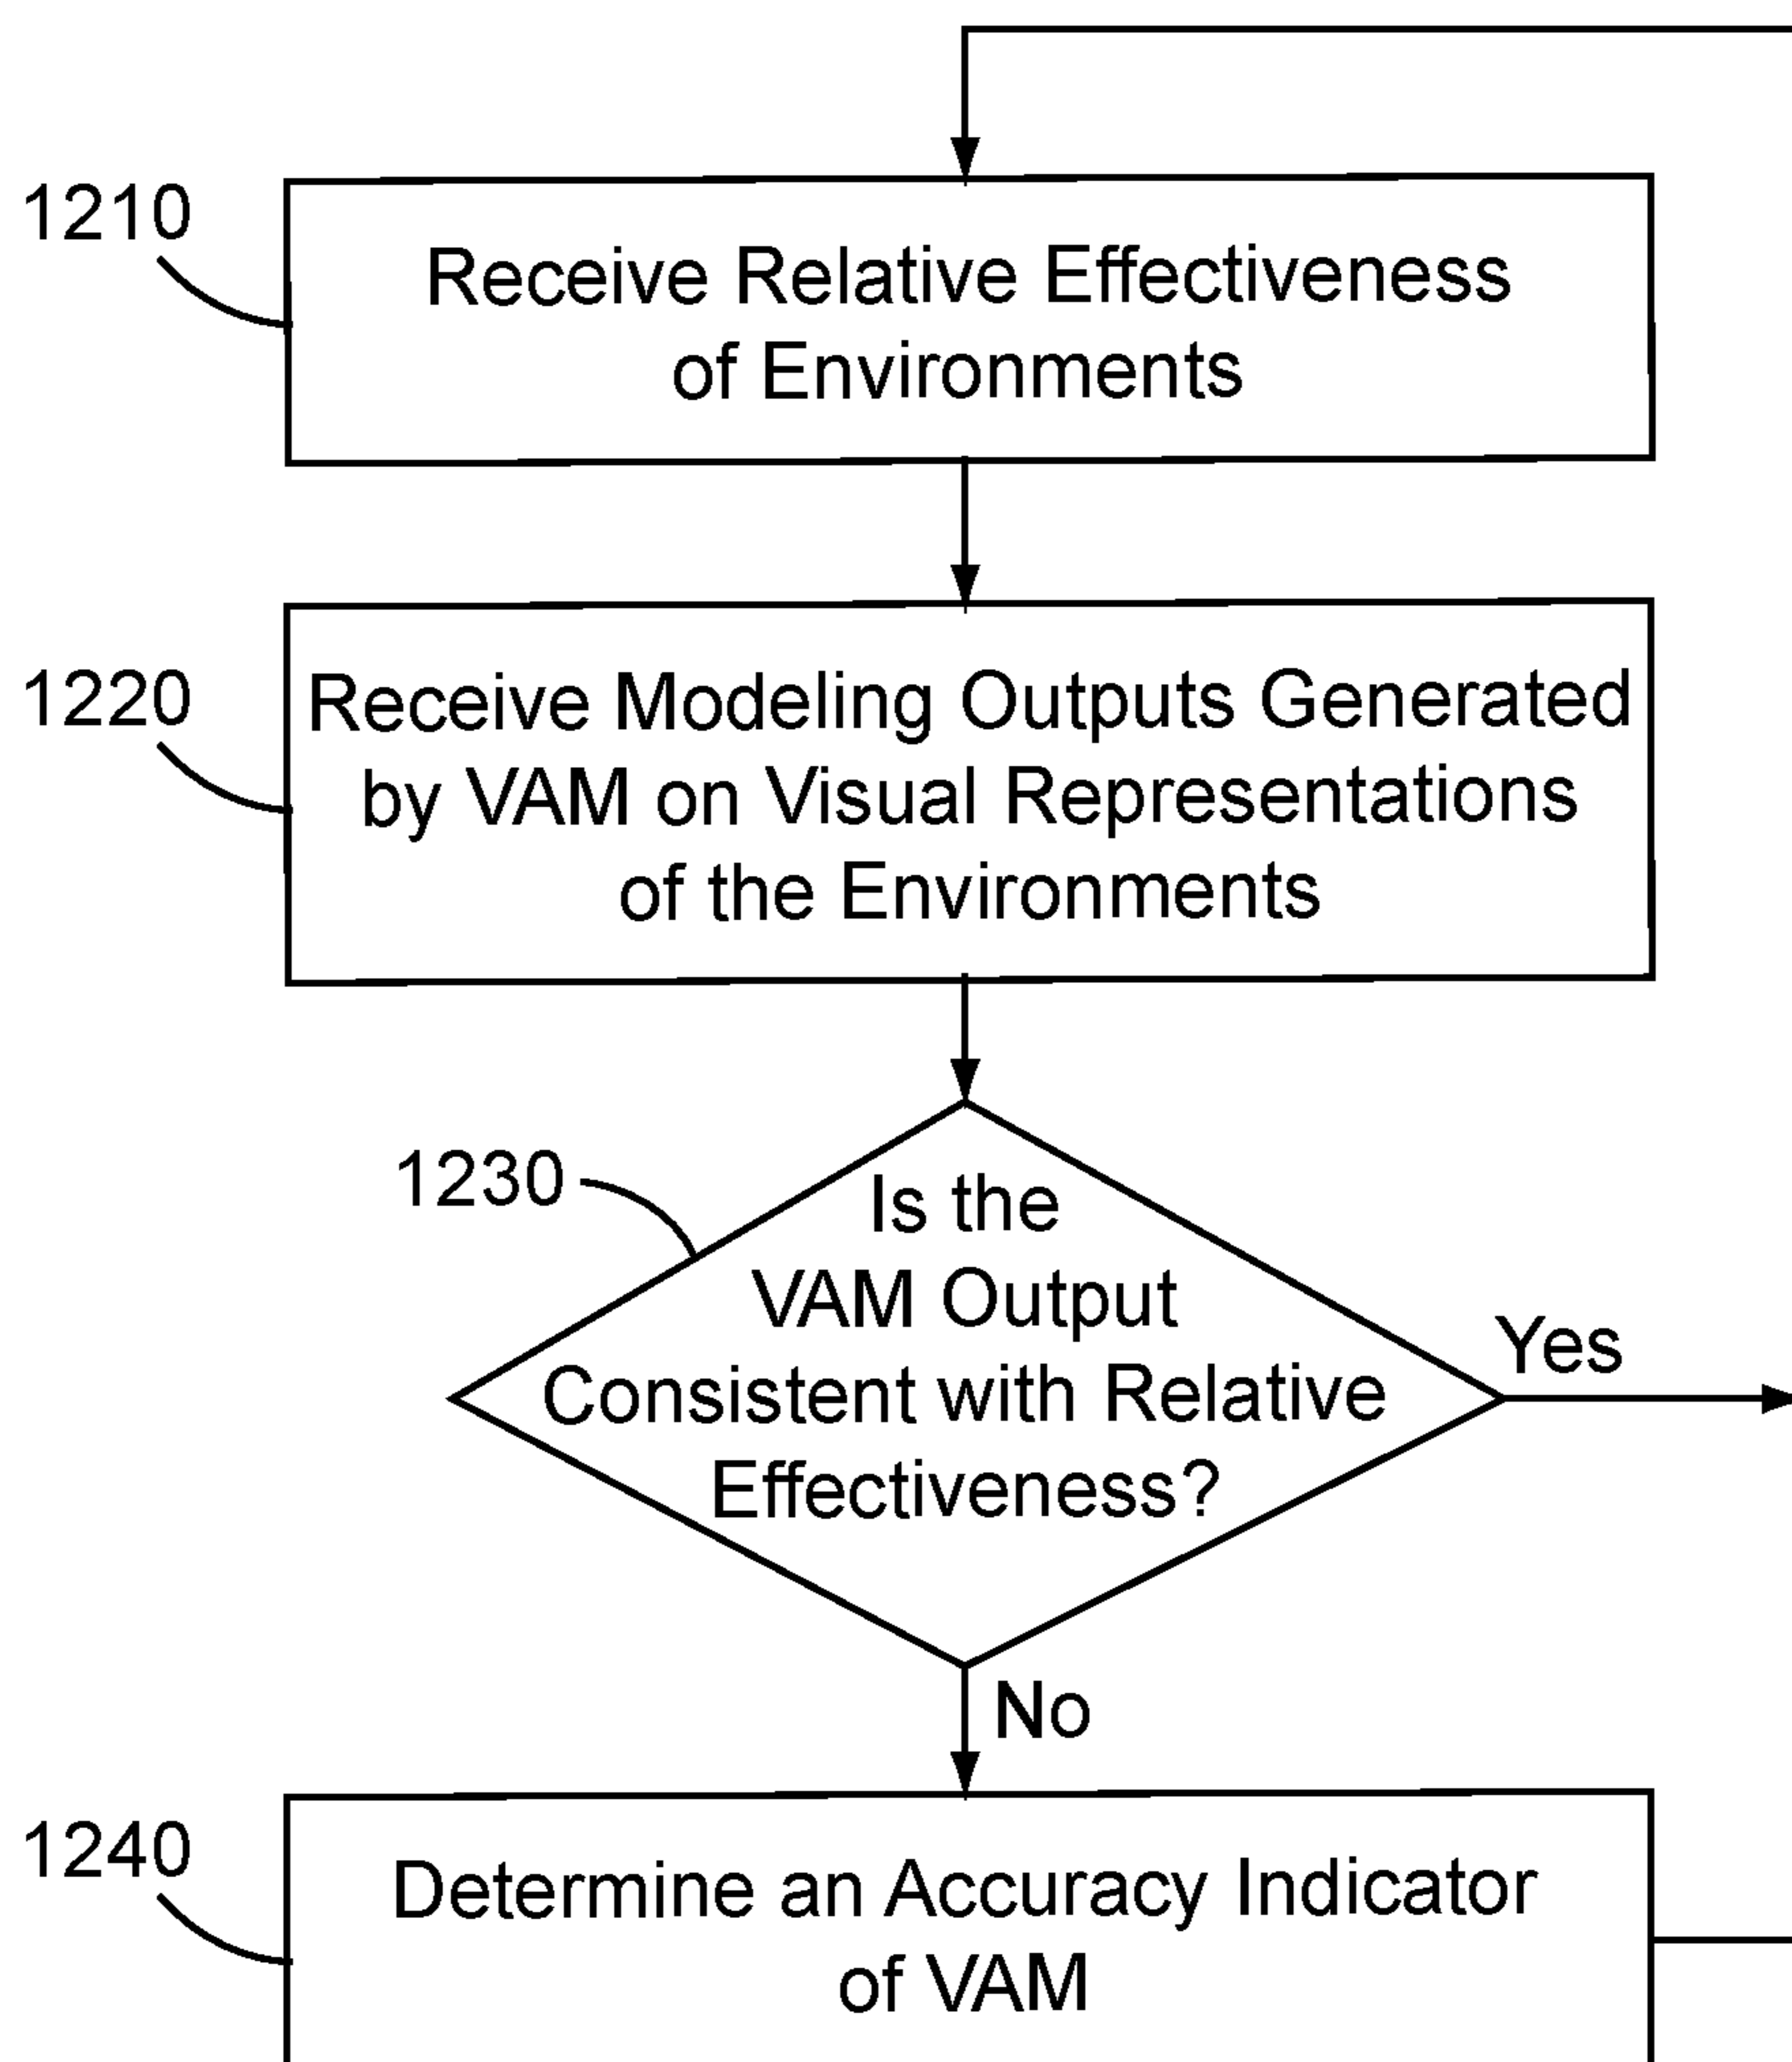 1210
Receive Relative Effectiveness
of Environments
1220
Receive Modeling Outputs Generated
by VAM on Visual Representations
of the Environments
1230
Is the
VAM Output
Consistent with Relative
Effectiveness?
Yes
No
1240
Determine an Accuracy Indicator
of VAM